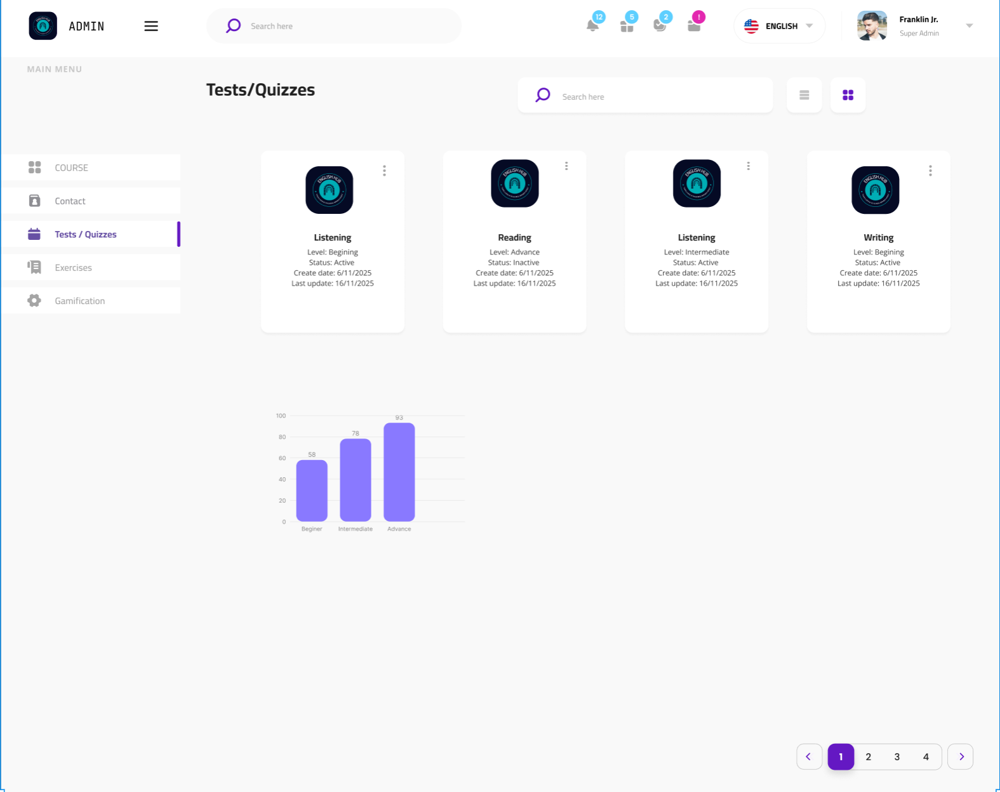 ADMIN
Search here
12
5
2
!
ENGLISH
Franklin Jr.
Super Admin
MAIN MENU
Tests/Quizzes
Search here
COURSE
Contact
Tests / Quizzes
Exercises
Gamification
ENGLISH HUB
Listening
Level: Begining
Status: Active
Create date: 6/11/2025
Last update: 16/11/2025
ENGLISH HUB
Reading
Level: Advance
Status: Inactive
Create date: 6/11/2025
Last update: 16/11/2025
ENGLISH HUB
Listening
Level: Intermediate
Status: Active
Create date: 6/11/2025
Last update: 16/11/2025
ENGLISH HUB
Writing
Level: Begining
Status: Active
Create date: 6/11/2025
Last update: 16/11/2025
100
80
60
40
20
0
58
78
93
Beginer
Intermediate
Advance
1
2
3
4